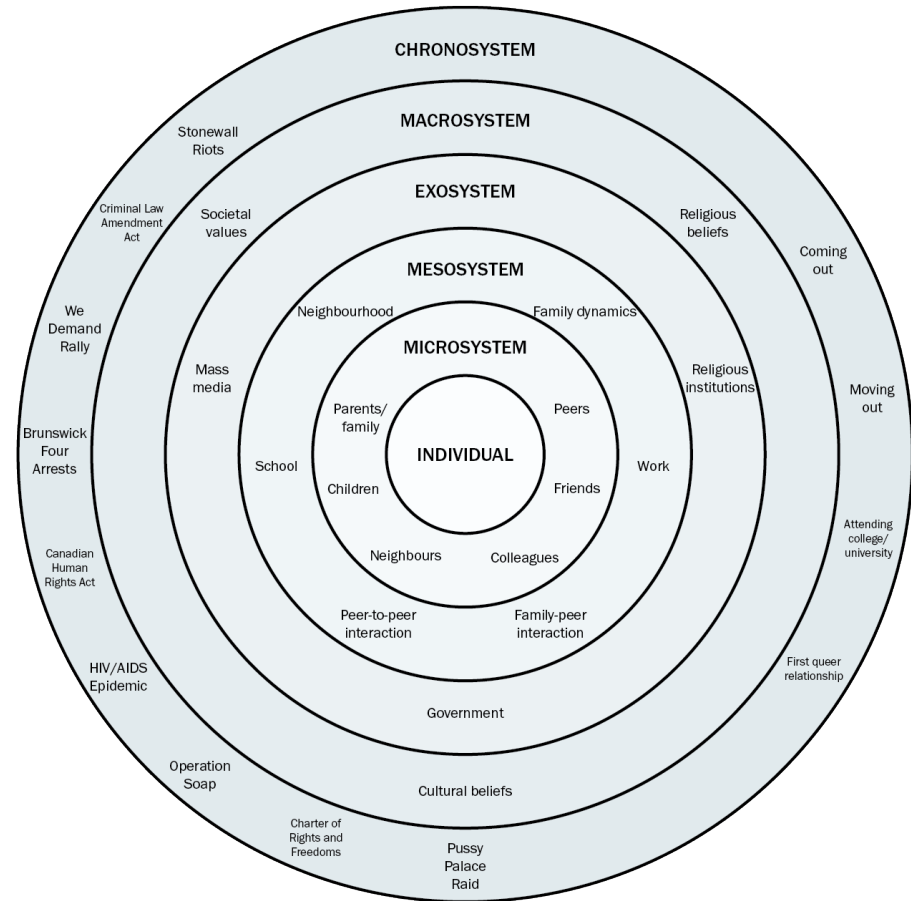 CHRONOSYSTEM
Stonewall
Riots
Criminal Law
Amendment
Act
We
Demand
Rally
Brunswick
Four
Arrests
Canadian
Human
Rights Act
HIV/AIDS
Epidemic
Operation
Soap
Charter of
Rights and
Freedoms
Pussy
Palace
Raid
Coming
out
Moving
out
Attending
college/
university
First queer
relationship
MACROSYSTEM
Societal
values
Religious
beliefs
Cultural beliefs
EXOSYSTEM
Mass
media
Religious
institutions
Government
MESOSYSTEM
Neighbourhood
Family dynamics
School
Work
Peer-to-peer
interaction
Family-peer
interaction
MICROSYSTEM
Parents/
family
Peers
Children
Friends
Neighbours
Colleagues
INDIVIDUAL